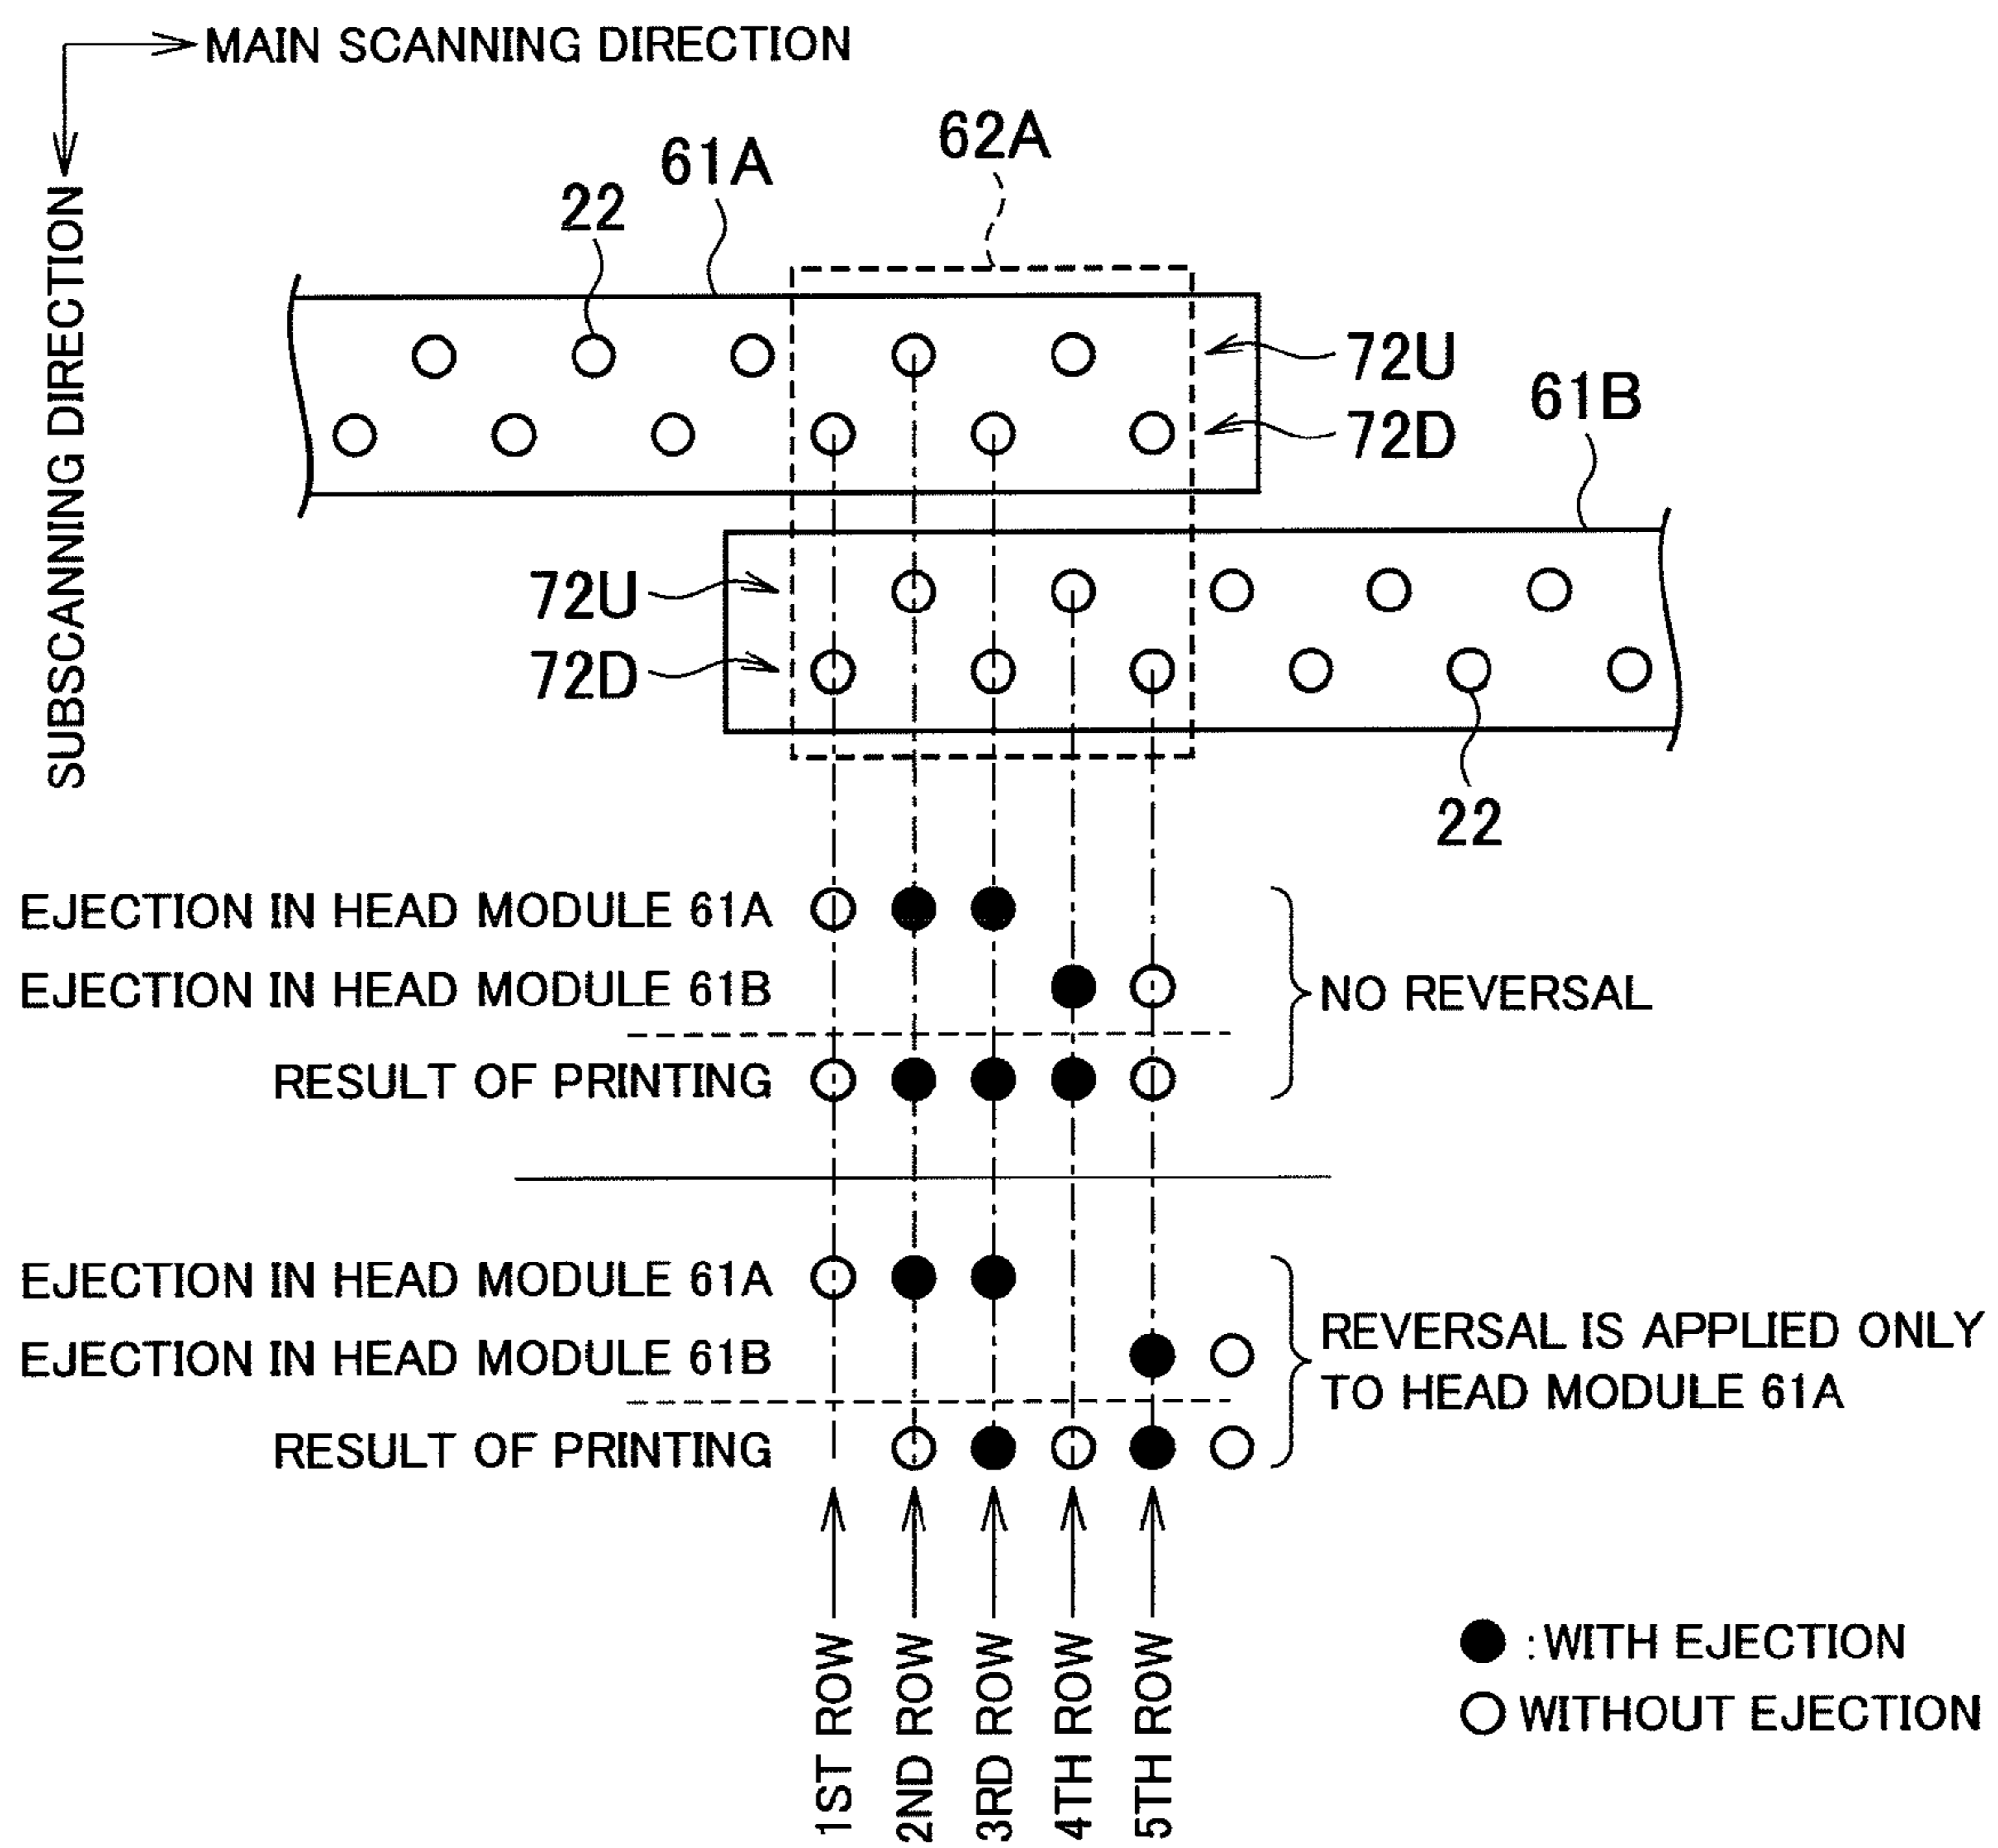 MAIN SCANNING DIRECTION
SUBSCANNING DIRECTION
62A
61A
22
72U
72D
61B
72U
72D
22
EJECTION IN HEAD MODULE 61A
EJECTION IN HEAD MODULE 61B
NO REVERSAL
RESULT OF PRINTING
EJECTION IN HEAD MODULE 61A
EJECTION IN HEAD MODULE 61B
REVERSAL IS APPLIED ONLY
TO HEAD MODULE 61A
RESULT OF PRINTING
1ST ROW
2ND ROW
3RD ROW
4TH ROW
5TH ROW
: WITH EJECTION
WITHOUT EJECTION